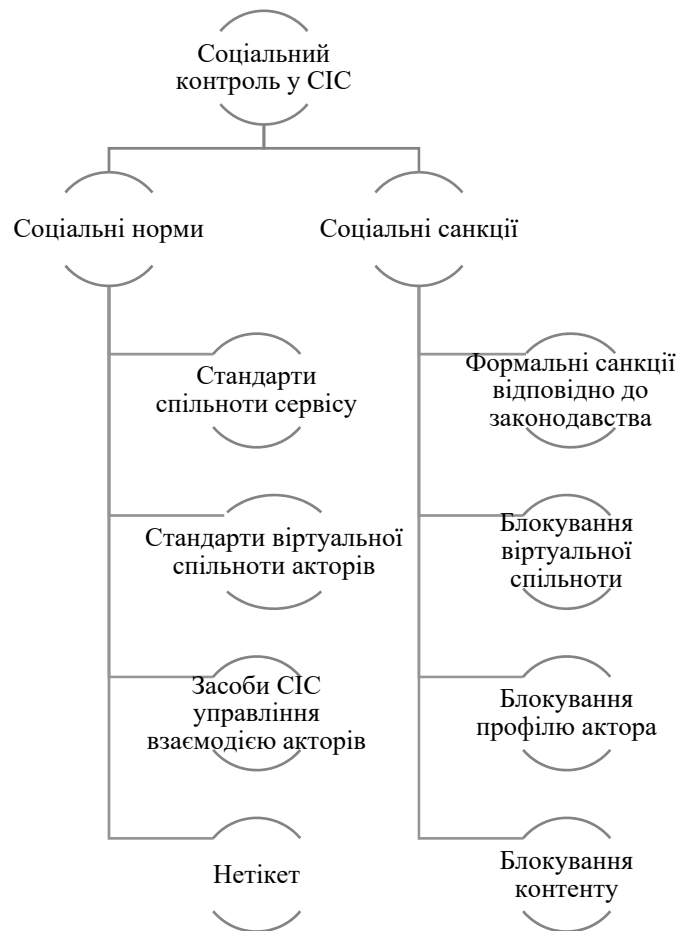 Соціальний
контроль у СІС
Соціальні норми
Соціальні санкції
Стандарти
спільноти сервісу
Стандарти віртуальної
спільноти акторів
Засоби СІС
управління
взаємодією акторів
Нетікет
Формальні санкції
відповідно до
законодавства
Блокування
віртуальної
спільноти
Блокування
профілю актора
Блокування
контенту